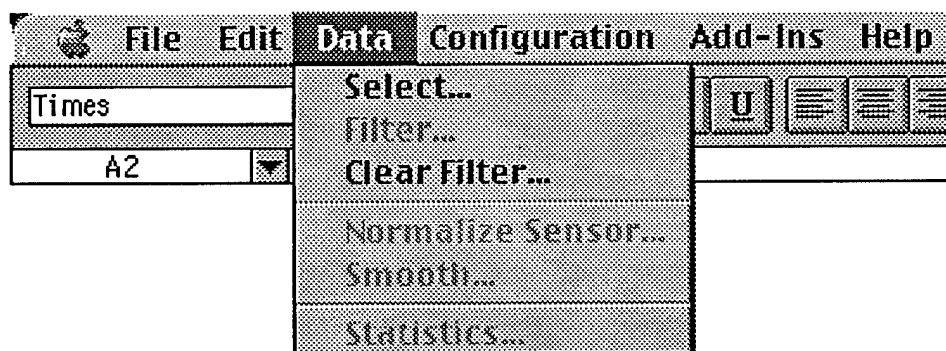 File Edit Data Configuration Add-Ins Help
Times
U
A2
Select...
Filter...
Clear Filter...
Normalize Sensor...
Smooth...
Statistics...